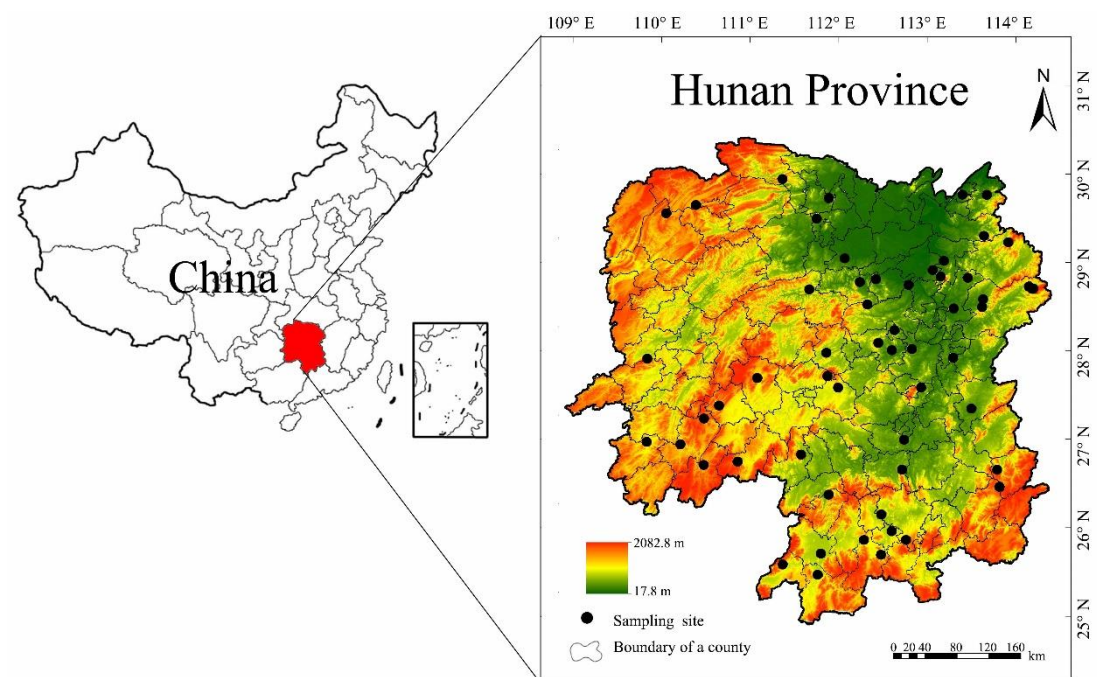 109° E 110° E 111° E 112° E 113° E 114° E
Hunan Province
N
31° N
30° N
29° N
28° N
27° N
26° N
25° N
China
2082.8 m
17.8 m
Sampling site
Boundary of a county
0 20 40 80 120 160
km